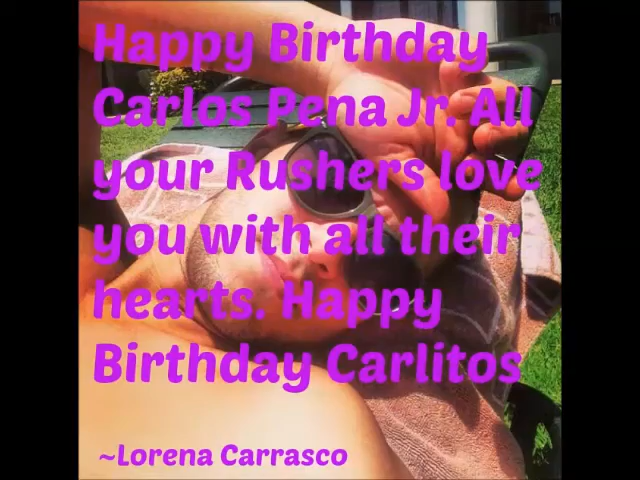 Happy Birthday
Carlos Pena Jr. All
your Rushers love
you with all their
hearts. Happy
Birthday Carlitos
~Lorena Carrasco